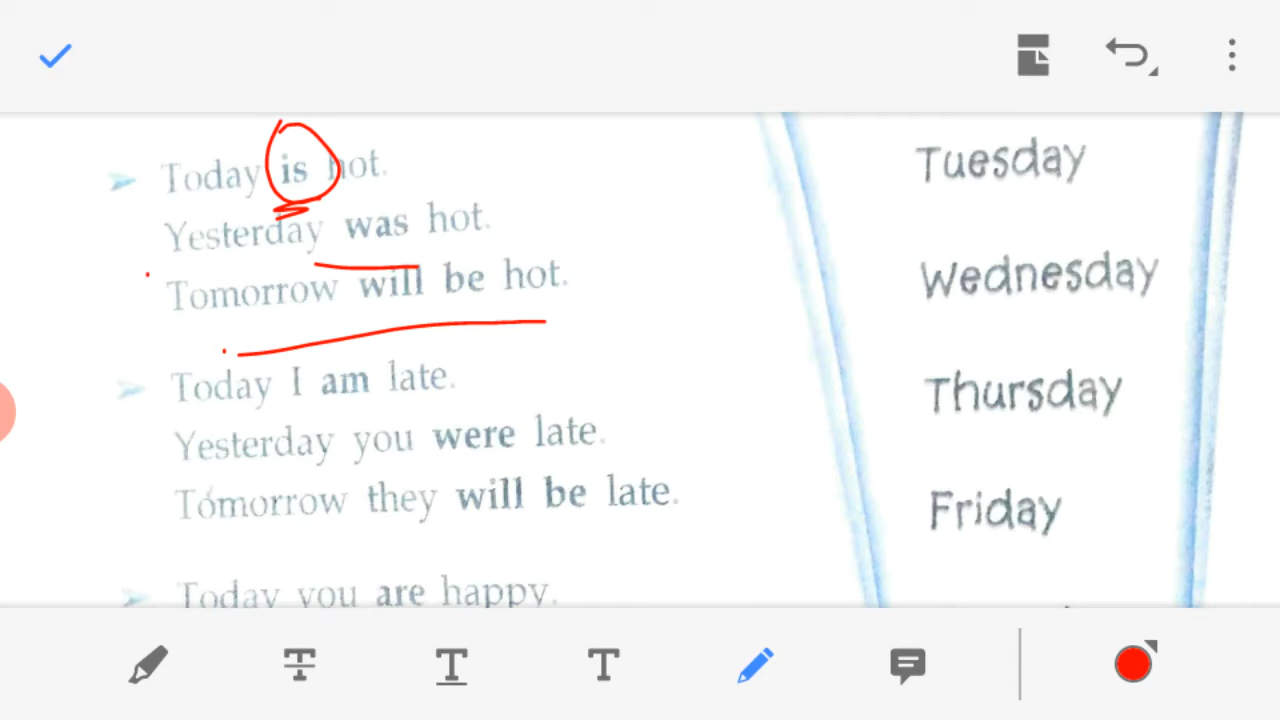 Today is hot.
Yesterday was hot.
Tomorrow will be hot.
Today I am late.
Yesterday you were late.
Tomorrow they will be late.
Today you are happy.
Tuesday
Wednesday
Thursday
Friday